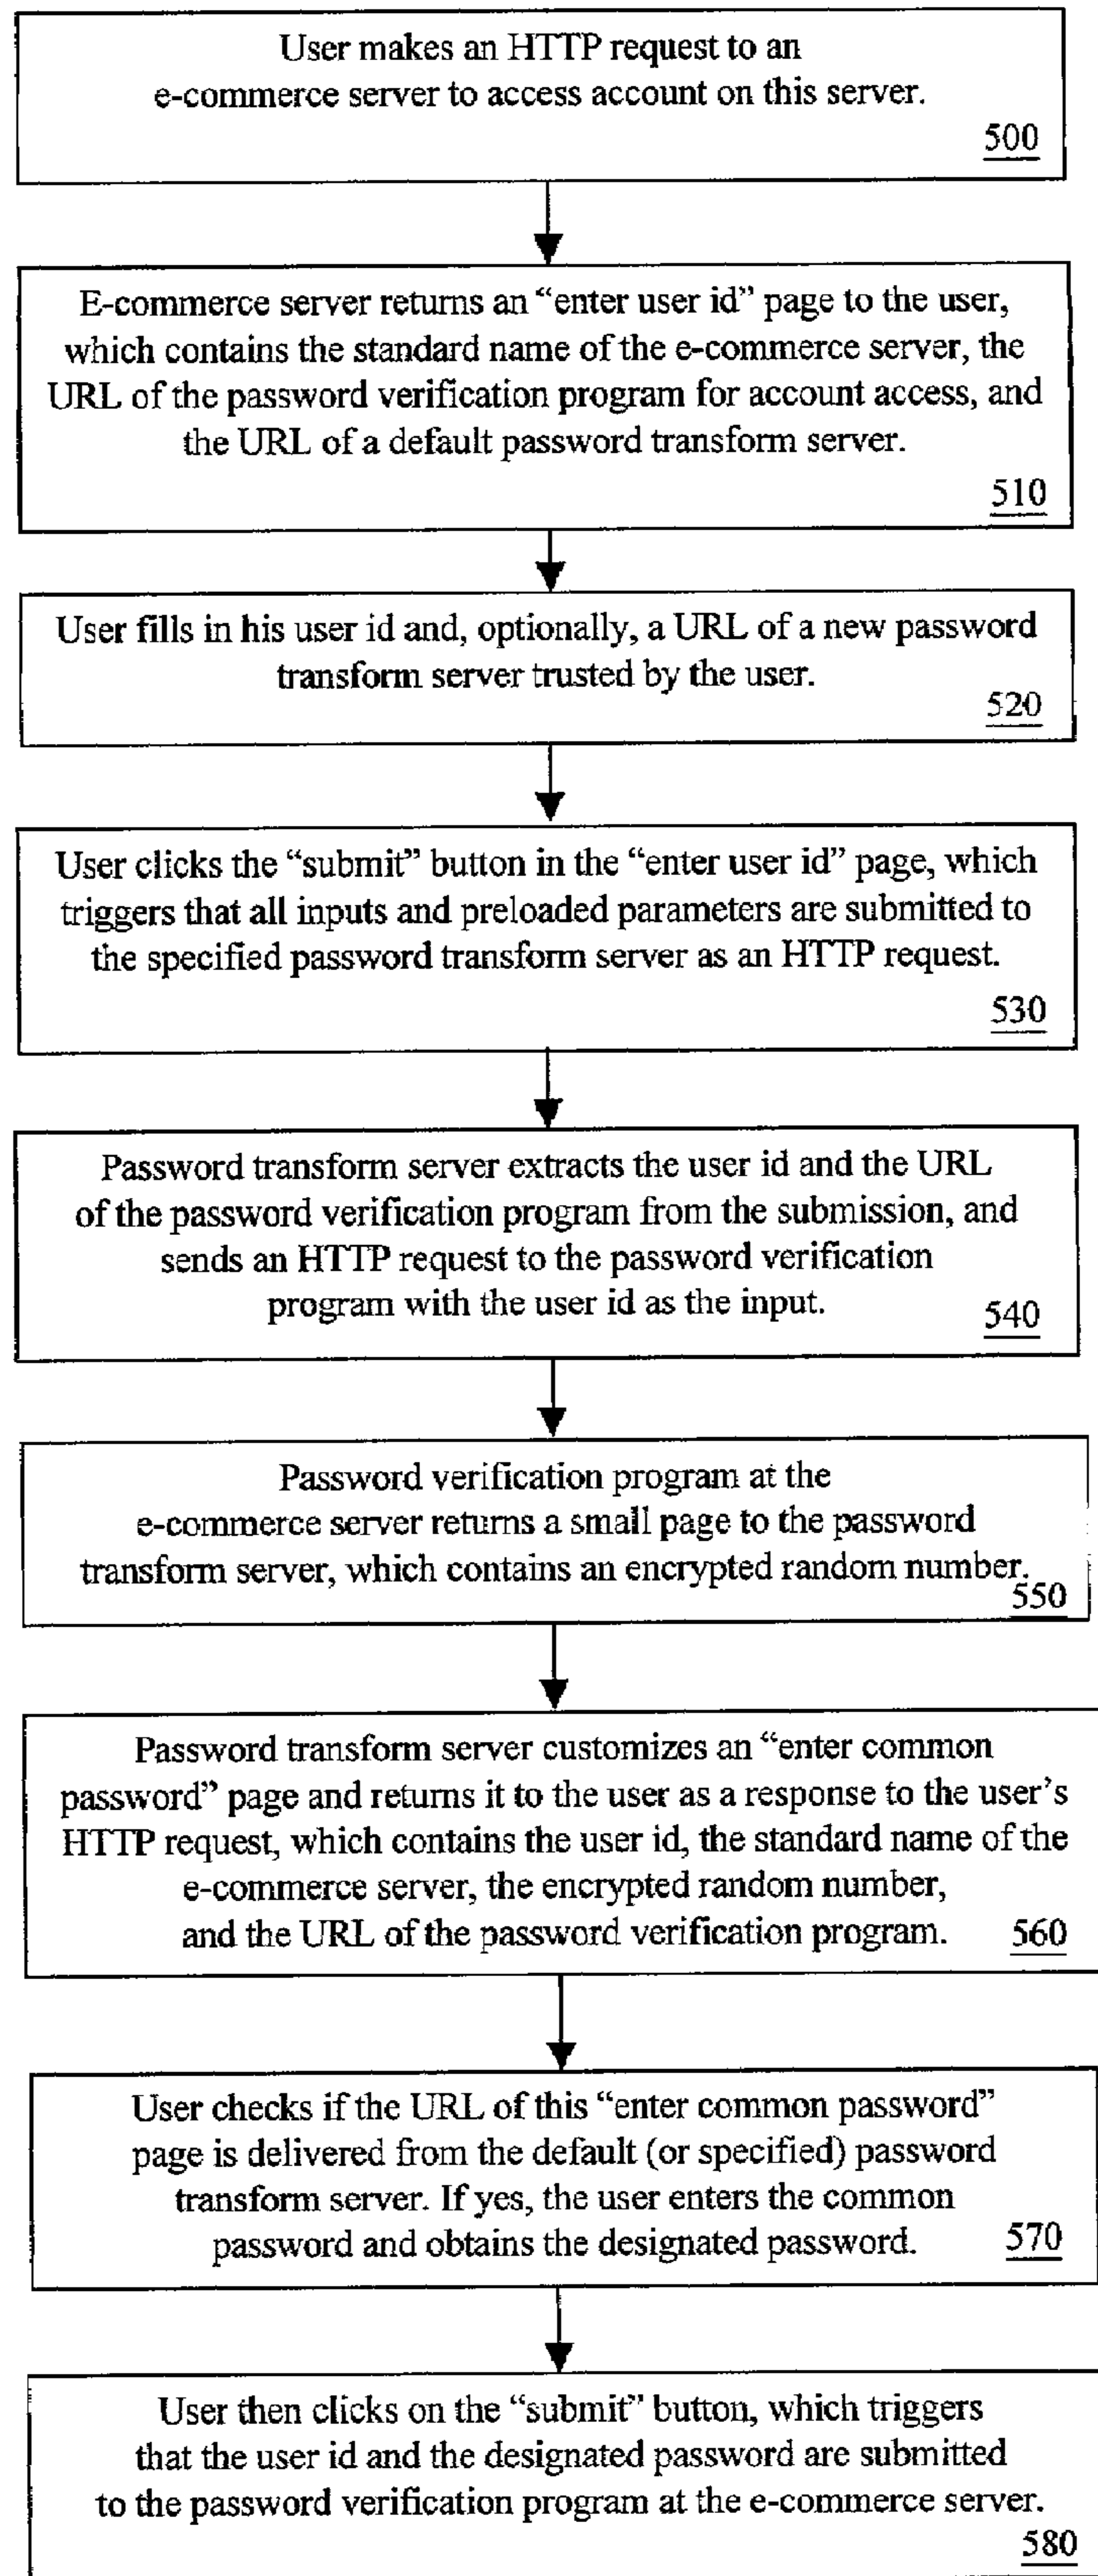 User makes an HTTP request to an
e-commerce server to access account on this server.
500
E-commerce server returns an “enter user id” page to the user,
which contains the standard name of the e-commerce server, the
URL of the password verification program for account access, and
the URL of a default password transform server.
510
User fills in his user id and, optionally, a URL of a new password
transform server trusted by the user.
520
User clicks the “submit” button in the “enter user id” page, which
triggers that all inputs and preloaded parameters are submitted to
the specified password transform server as an HTTP request.
530
Password transform server extracts the user id and the URL
of the password verification program from the submission, and
sends an HTTP request to the password verification
program with the user id as the input.
540
Password verification program at the
e-commerce server returns a small page to the password
transform server, which contains an encrypted random number.
550
Password transform server customizes an “enter common
password” page and returns it to the user as a response to the user’s
HTTP request, which contains the user id, the standard name of the
e-commerce server, the encrypted random number,
and the URL of the password verification program.
560
User checks if the URL of this “enter common password”
page is delivered from the default (or specified) password
transform server. If yes, the user enters the common
password and obtains the designated password.
570
User then clicks on the “submit” button, which triggers
that the user id and the designated password are submitted
to the password verification program at the e-commerce server.
580